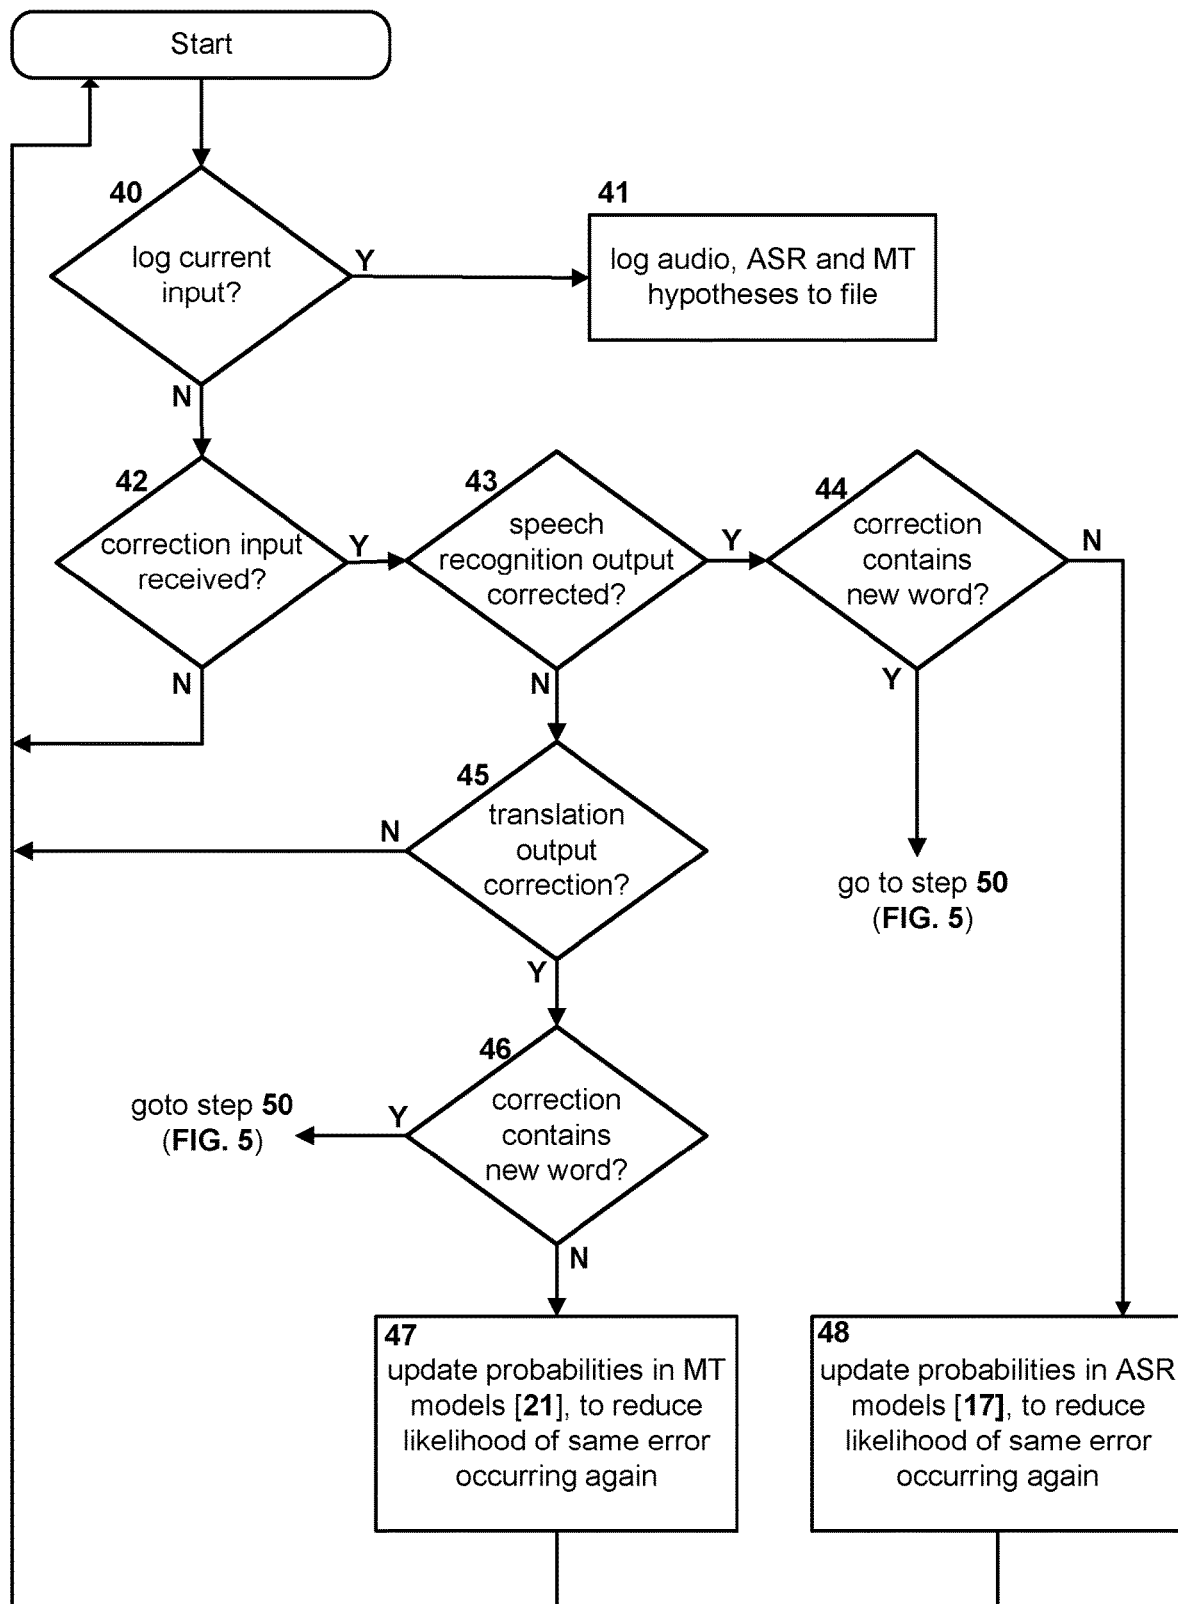 Start
40
log current
input?
Y
N
41
log audio, ASR and MT
hypotheses to file
42
correction input
received?
Y
N
43
speech
recognition output
corrected?
Y
N
44
correction
contains
new word?
N
Y
go to step 50
(FIG. 5)
45
translation
output
correction?
N
Y
46
correction
contains
new word?
Y
N
goto step 50
(FIG. 5)
47
update probabilities in MT
models [21], to reduce
likelihood of same error
occurring again
48
update probabilities in ASR
models [17], to reduce
likelihood of same error
occurring again